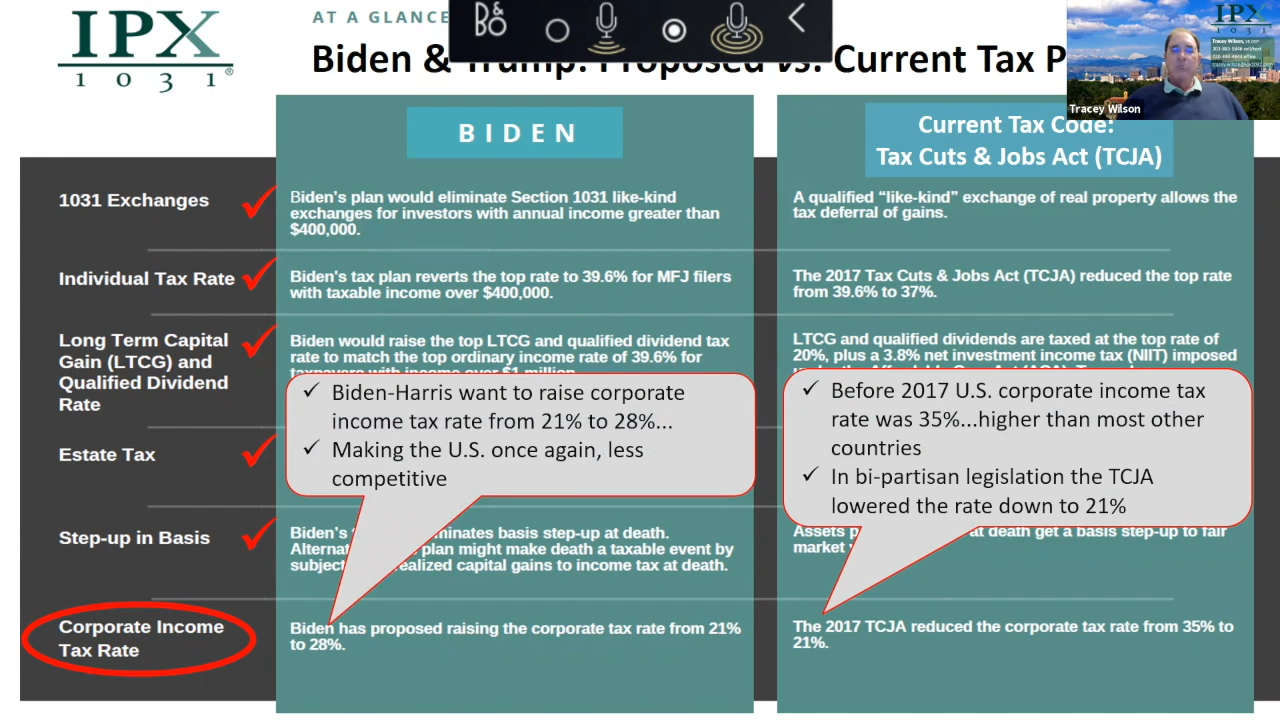 IPX
1031®
AT A GLANCE
B&O
Biden & Trump: Proposed vs. Current Tax P
Tracey Wilson
Tracey Wilson
BIDEN
Current Tax Code:
Tax Cuts & Jobs Act (TCJA)
1031 Exchanges
Biden's plan would eliminate Section 1031 like-kind
exchanges for investors with annual income greater than
$400,000.
A qualified “like-kind” exchange of real property allows the
tax deferral of gains.
Individual Tax Rate
Biden's tax plan reverts the top rate to 39.6% for MFJ filers
with taxable income over $400,000.
The 2017 Tax Cuts & Jobs Act (TCJA) reduced the top rate
from 39.6% to 37%.
Long Term Capital
Gain (LTCG) and
Qualified Dividend
Rate
Biden would raise the top LTCG and qualified dividend tax
rate to match the top ordinary income rate of 39.6% for
taxpayers with income over $1 million.
LTCG and qualified dividends are taxed at the top rate of
20%, plus a 3.8% net investment income tax (NIIT) imposed
✓ Biden-Harris want to raise corporate
income tax rate from 21% to 28%...
✓ Making the U.S. once again, less
competitive
✓ Before 2017 U.S. corporate income tax
rate was 35%...higher than most other
countries
✓ In bi-partisan legislation the TCJA
lowered the rate down to 21%
Estate Tax
Step-up in Basis
Biden's minates basis step-up at death.
Alternat plan might make death a taxable event by
subject ealized capital gains to income tax at death.
Assets p at death get a basis step-up to fair
market
Corporate Income
Tax Rate
Biden has proposed raising the corporate tax rate from 21%
to 28%.
The 2017 TCJA reduced the corporate tax rate from 35% to
21%.